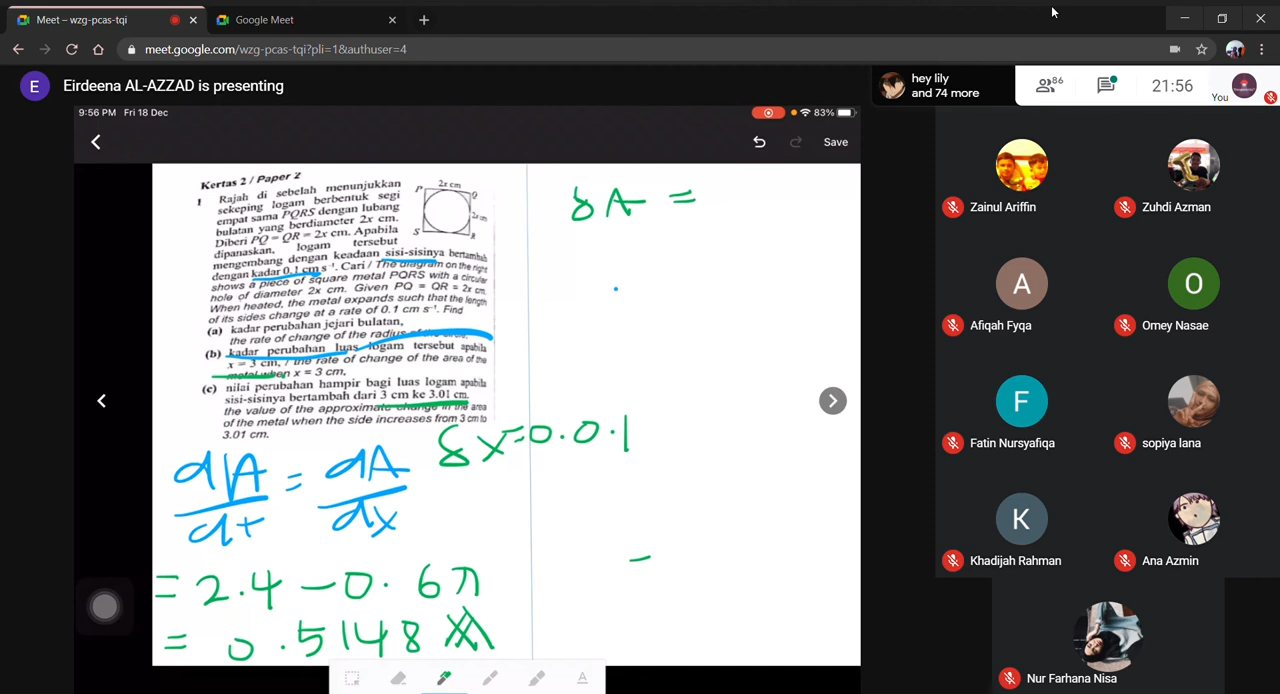 Meet – wzg-pcas-tqi
Google Meet
meet.google.com/wzg-pcas-tqi?pli=1&authuser=4
E
Eirdeena AL-AZZAD is presenting
hey lily
and 74 more
86
21:56
You
9:56 PM Fri 18 Dec
83%
Save
Kertas 2 / Paper 2
1 Rajah di sebelah menunjukkan
sekeping logam berbentuk segi
empat sama PQRS dengan lubang
bulatan yang berdiameter 2x cm.
Diberi PQ = QR = 2x cm. Apabila
dipanaskan, logam tersebut
mengembang dengan keadaan sisi-sisinya bertambah
dengan kadar 0.1 cm s⁻¹. Cari / The diagram on the right
shows a piece of square metal PQRS with a circular
hole of diameter 2x cm. Given PQ = QR = 2x cm.
When heated, the metal expands such that the length
of its sides change at a rate of 0.1 cm s⁻¹. Find
(a) kadar perubahan jejari bulatan,
the rate of change of the radius of the circle,
(b) kadar perubahan luas logam tersebut apabila
x = 3 cm, / the rate of change of the area of the
metal when x = 3 cm,
(c) nilai perubahan hampir bagi luas logam apabila
sisi-sisinya bertambah dari 3 cm ke 3.01 cm.
the value of the approximate change in the area
of the metal when the side increases from 3 cm to
3.01 cm.
2x cm
P
Q
2x cm
S
R
δA =
δx=0.0.1
dA/dt = dA/dx
= 2.4 - 0.6π
= 0.5148
Zainul Ariffin
Zuhdi Azman
A
Afiqah Fyqa
O
Omey Nasae
F
Fatin Nursyafiqa
sopiya lana
K
Khadijah Rahman
Ana Azmin
Nur Farhana Nisa
A